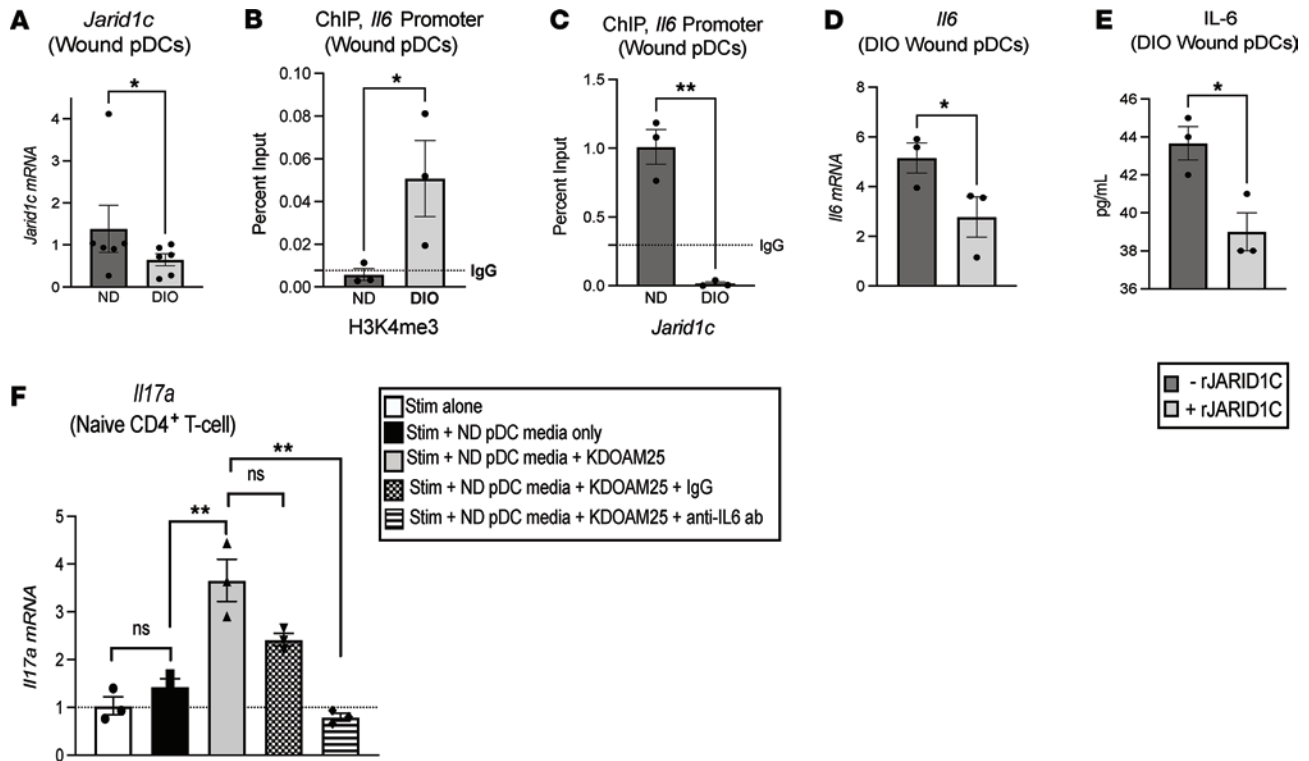 A
Jarid1c
(Wound pDCs)
*
Jarid1c mRNA
4
3
2
1
0
ND
DIO
B
ChIP, Il6 Promoter
(Wound pDCs)
*
Percent Input
0.10
0.08
0.06
0.04
0.02
0.00
IgG
ND
DIO
H3K4me3
C
ChIP, Il6 Promoter
(Wound pDCs)
**
Percent Input
1.5
1.0
0.5
0.0
IgG
ND
DIO
Jarid1c
D
Il6
(DIO Wound pDCs)
*
Il6 mRNA
8
6
4
2
0
E
IL-6
(DIO Wound pDCs)
*
pg/mL
46
44
42
40
38
36
- rJARID1C
+ rJARID1C
F
Il17a
(Naive CD4+ T-cell)
**
ns
**
ns
Il17a mRNA
5
4
3
2
1
0
Stim alone
Stim + ND pDC media only
Stim + ND pDC media + KDOAM25
Stim + ND pDC media + KDOAM25 + IgG
Stim + ND pDC media + KDOAM25 + anti-IL6 ab